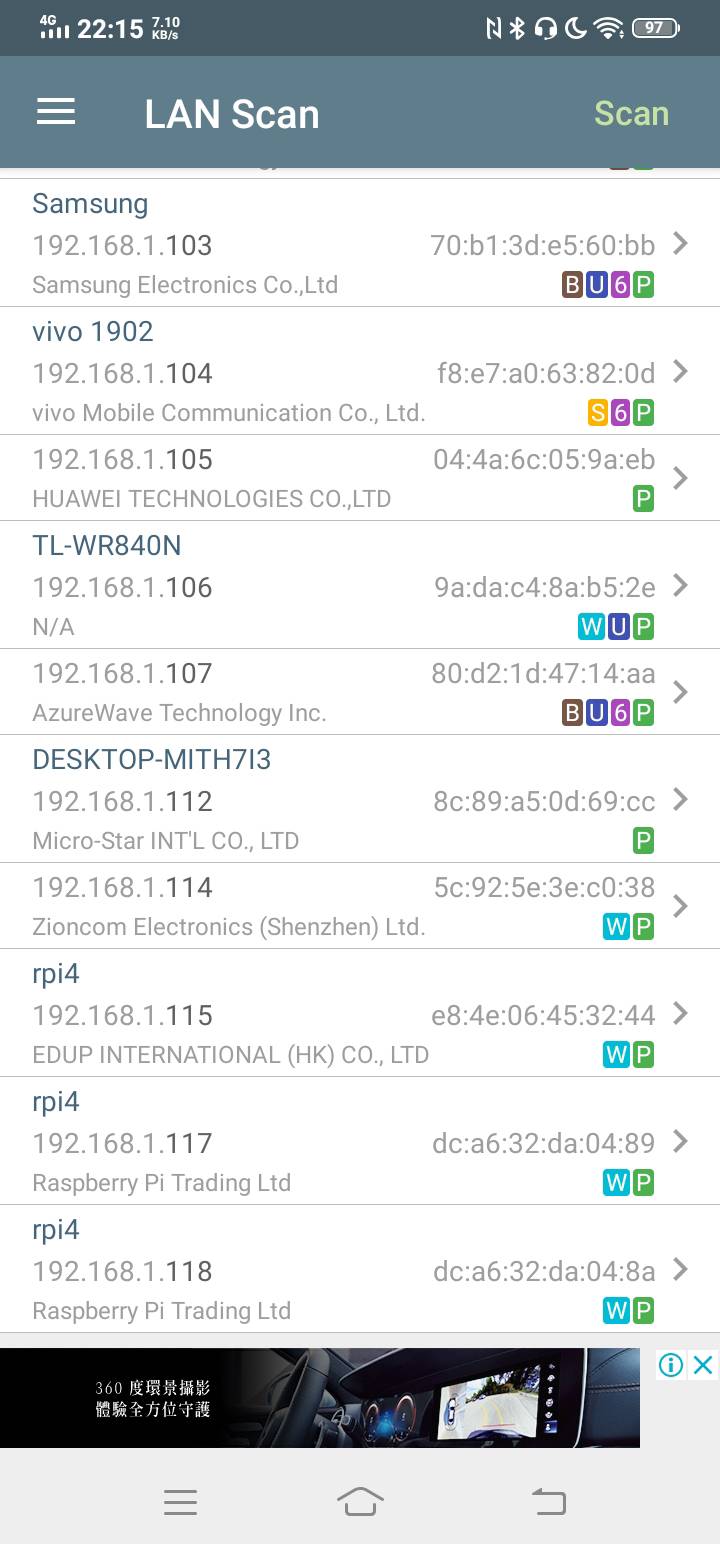 4G 22:15 7.10 KB/s 97
LAN Scan Scan
Samsung
192.168.1.103 70:b1:3d:e5:60:bb
Samsung Electronics Co.,Ltd B U 6 P
vivo 1902
192.168.1.104 f8:e7:a0:63:82:0d
vivo Mobile Communication Co., Ltd. S 6 P
192.168.1.105 04:4a:6c:05:9a:eb
HUAWEI TECHNOLOGIES CO.,LTD P
TL-WR840N
192.168.1.106 9a:da:c4:8a:b5:2e
N/A W U P
192.168.1.107 80:d2:1d:47:14:aa
AzureWave Technology Inc. B U 6 P
DESKTOP-MITH7I3
192.168.1.112 8c:89:a5:0d:69:cc
Micro-Star INT'L CO., LTD P
192.168.1.114 5c:92:5e:3e:c0:38
Zioncom Electronics (Shenzhen) Ltd. W P
rpi4
192.168.1.115 e8:4e:06:45:32:44
EDUP INTERNATIONAL (HK) CO., LTD W P
rpi4
192.168.1.117 dc:a6:32:da:04:89
Raspberry Pi Trading Ltd W P
rpi4
192.168.1.118 dc:a6:32:da:04:8a
Raspberry Pi Trading Ltd W P
360 度環景攝影
體驗全方位守護